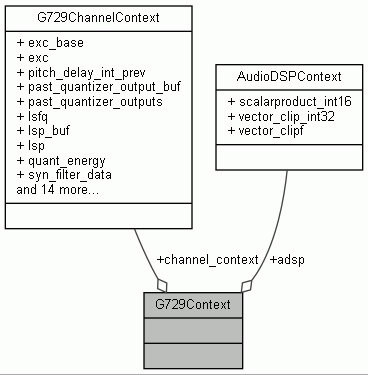 G729ChannelContext
+ exc_base
+ exc
+ pitch_delay_int_prev
+ past_quantizer_output_buf
+ past_quantizer_outputs
+ lsfq
+ lsp_buf
+ lsp
+ quant_energy
+ syn_filter_data
and 14 more...
AudioDSPContext
+ scalarproduct_int16
+ vector_clip_int32
+ vector_clipf
+channel_context
+adsp
G729Context